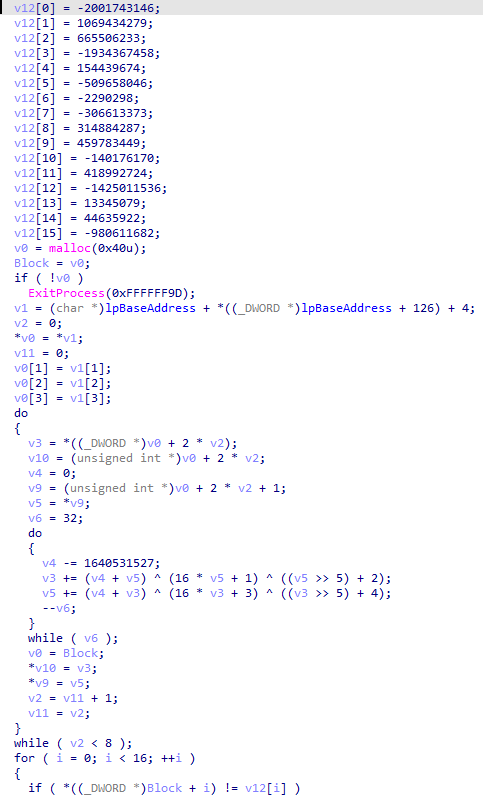 v12[0] = -2001743146;
v12[1] = 1069434279;
v12[2] = 665506233;
v12[3] = -1934367458;
v12[4] = 154439674;
v12[5] = -509658046;
v12[6] = -2290298;
v12[7] = -306613373;
v12[8] = 314884287;
v12[9] = 459783449;
v12[10] = -140176170;
v12[11] = 418992724;
v12[12] = -1425011536;
v12[13] = 13345079;
v12[14] = 44635922;
v12[15] = -980611682;
v0 = malloc(0x40u);
Block = v0;
if ( !v0 )
ExitProcess(0xFFFFFF9D);
v1 = (char *)lpBaseAddress + *((_DWORD *)lpBaseAddress + 126) + 4;
v2 = 0;
*v0 = *v1;
v11 = 0;
v0[1] = v1[1];
v0[2] = v1[2];
v0[3] = v1[3];
do
{
v3 = *((_DWORD *)v0 + 2 * v2);
v10 = (unsigned int *)v0 + 2 * v2;
v4 = 0;
v9 = (unsigned int *)v0 + 2 * v2 + 1;
v5 = *v9;
v6 = 32;
do
{
v4 -= 1640531527;
v3 += (v4 + v5) ^ (16 * v5 + 1) ^ ((v5 >> 5) + 2);
v5 += (v4 + v3) ^ (16 * v3 + 3) ^ ((v3 >> 5) + 4);
--v6;
}
while ( v6 );
v0 = Block;
*v10 = v3;
*v9 = v5;
v2 = v11 + 1;
v11 = v2;
}
while ( v2 < 8 );
for ( i = 0; i < 16; ++i )
{
if ( *((_DWORD *)Block + i) != v12[i] )